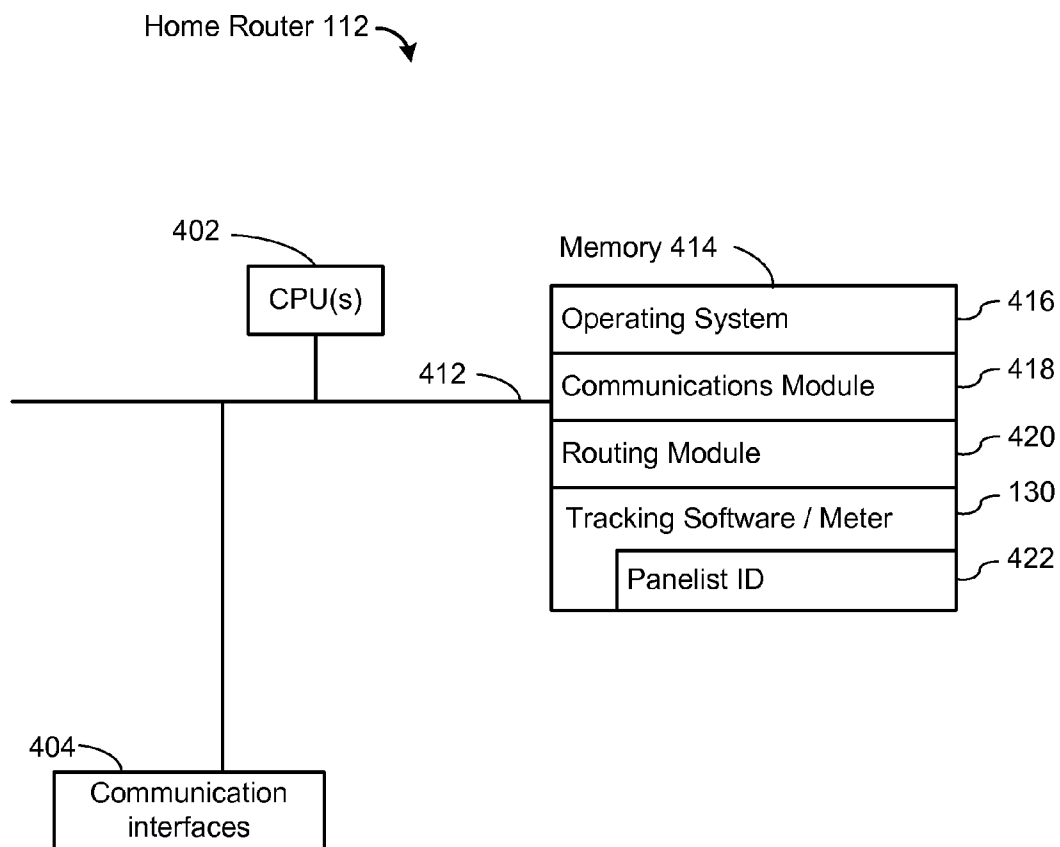 Home Router 112
402
CPU(s)
Memory 414
Operating System
416
412
Communications Module
418
Routing Module
420
Tracking Software / Meter
130
Panelist ID
422
404
Communication
interfaces